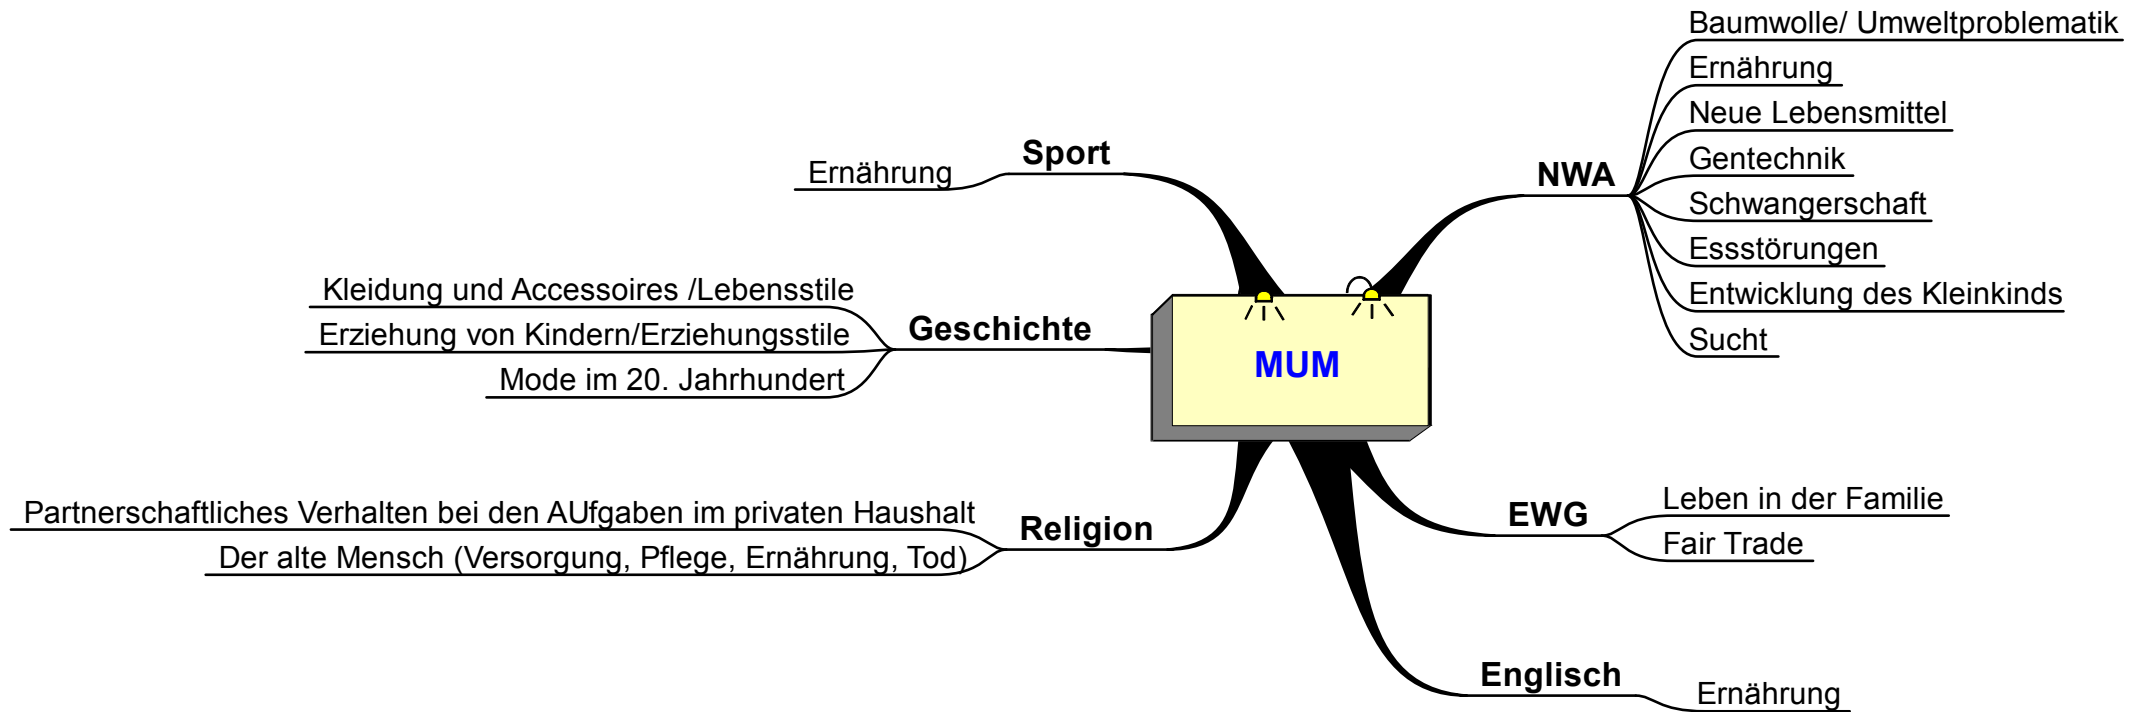 MUM
NWA
Baumwolle/ Umweltproblematik
Ernährung
Neue Lebensmittel
Gentechnik
Schwangerschaft
Essstörungen
Entwicklung des Kleinkinds
Sucht
EWG
Leben in der Familie
Fair Trade
Englisch
Ernährung
Religion
Partnerschaftliches Verhalten bei den AUfgaben im privaten Haushalt
Der alte Mensch (Versorgung, Pflege, Ernährung, Tod)
Geschichte
Kleidung und Accessoires /Lebensstile
Erziehung von Kindern/Erziehungsstile
Mode im 20. Jahrhundert
Sport
Ernährung